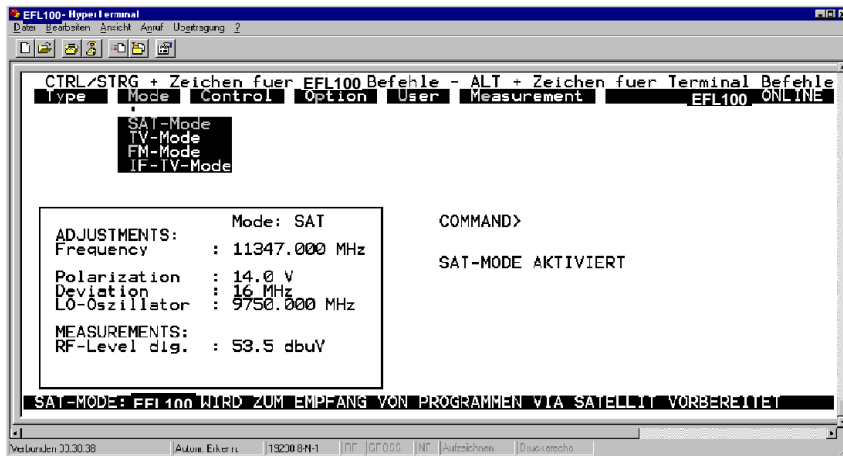 EFL100 - HyperTerminal
Datei Bearbeiten Ansicht Anruf Übertragung ?
CTRL/STRG + Zeichen fuer EFL100 Befehle - ALT + Zeichen fuer Terminal Befehle
Type Mode Control Option User Measurement EFL100 ONLINE
SAT-Mode
TV-Mode
FM-Mode
IF-TV-Mode
Mode: SAT
ADJUSTMENTS:
Frequency : 11347.000 MHz
Polarization : 14.0 V
Deviation : 16 MHz
LO-Oszillator : 9750.000 MHz
MEASUREMENTS:
RF-Level dig. : 53.5 dbuV
COMMAND>
SAT-MODE AKTIVIERT
SAT-MODE: EFL100 WIRD ZUM EMPFANG VON PROGRAMMEN VIA SATELLIT VORBEREITET
Verbunden 00.30.38 Autom. Erkenn. 19200 8-N-1 RF GROSS NF Aufzeichnen Druckerecho